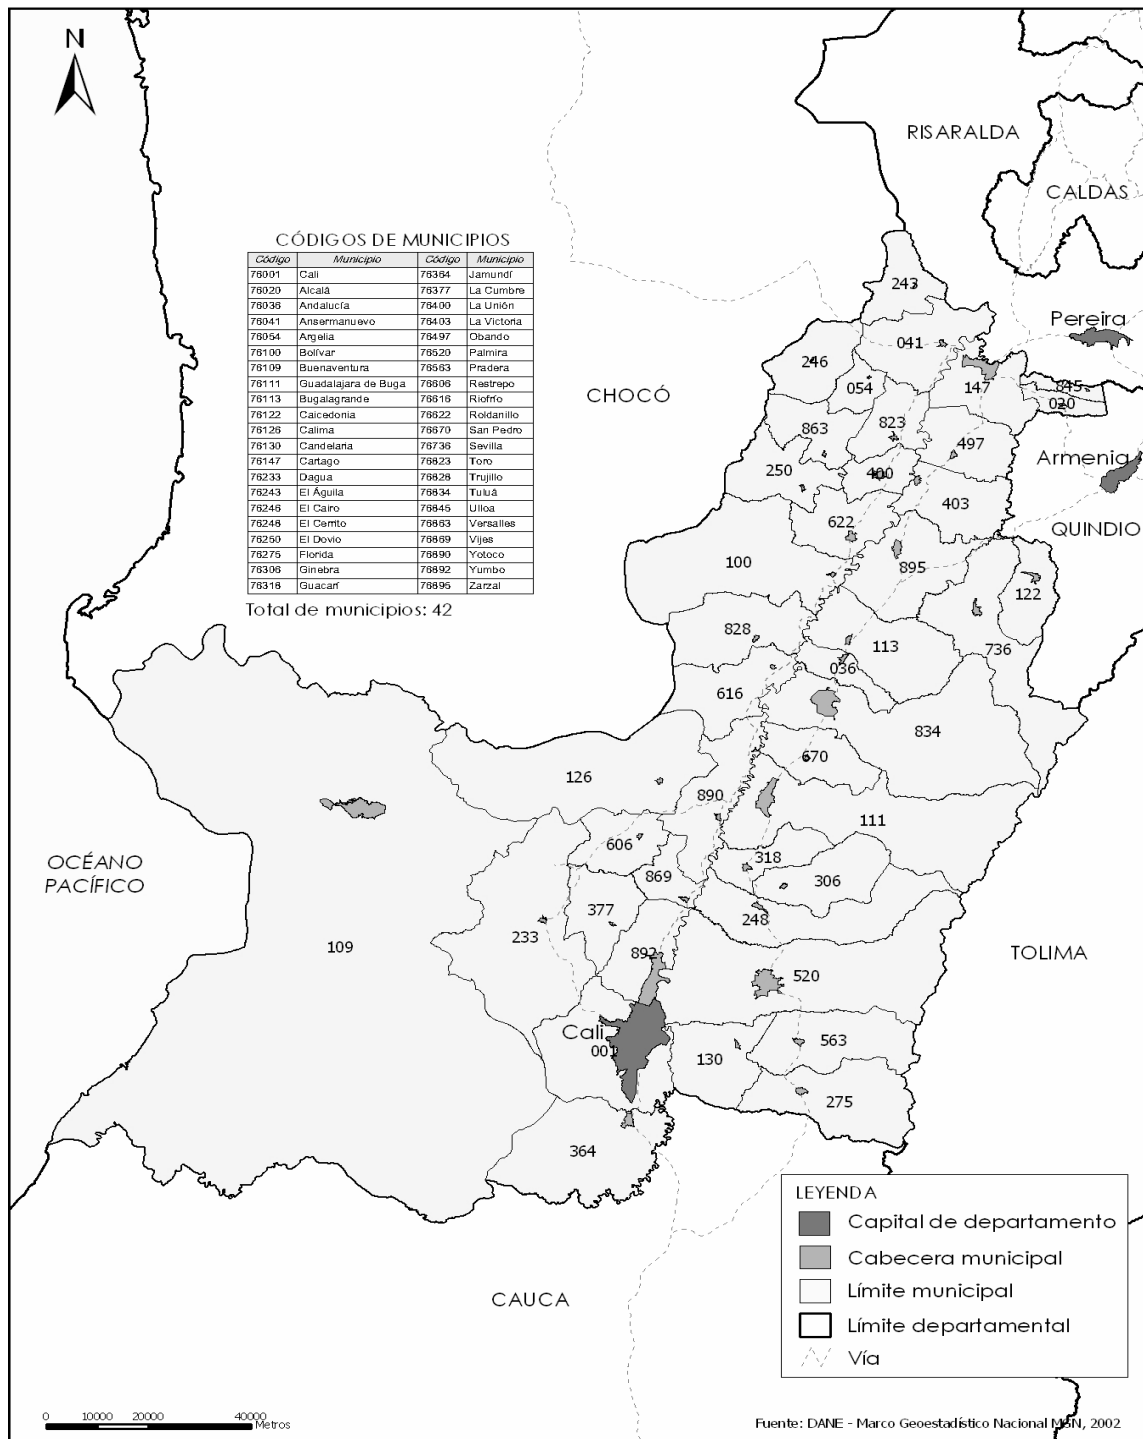 N
RISARALDA
CALDAS
CÓDIGOS DE MUNICIPIOS
Código Municipio Código Municipio
76001 Cali 76364 Jamundí
76020 Alcalá 76377 La Cumbre
76036 Andalucía 76400 La Unión
76041 Ansermanuevo 76403 La Victoria
76054 Argelia 76497 Obando
76100 Bolívar 76520 Palmira
76109 Buenaventura 76563 Pradera
76111 Guadalajara de Buga 76606 Restrepo
76113 Bugalagrande 76616 Riofrío
76122 Caicedonia 76622 Roldanillo
76126 Calima 76670 San Pedro
76130 Candelaria 76736 Sevilla
76147 Cartago 76823 Toro
76233 Dagua 76828 Trujillo
76243 El Águila 76834 Tuluá
76246 El Cairo 76845 Ulloa
76248 El Cerrito 76863 Versalles
76250 El Dovio 76869 Vijes
76275 Florida 76890 Yotoco
76306 Ginebra 76892 Yumbo
76318 Guacarí 76895 Zarzal
Total de municipios: 42
243
Pereira
041
246
054
147
845
020
CHOCÓ
863
823
497
250
400
Armenia
403
622
QUINDIO
100
895
122
828
113
736
036
616
834
670
126
890
111
OCÉANO
PACÍFICO
606
318
869
306
377
248
233
109
892
TOLIMA
520
Cali
001
130
563
275
364
CAUCA
LEYENDA
Capital de departamento
Cabecera municipal
Límite municipal
Límite departamental
Vía
0 10000 20000 40000
Metros
Fuente: DANE - Marco Geoestadístico Nacional MGN, 2002